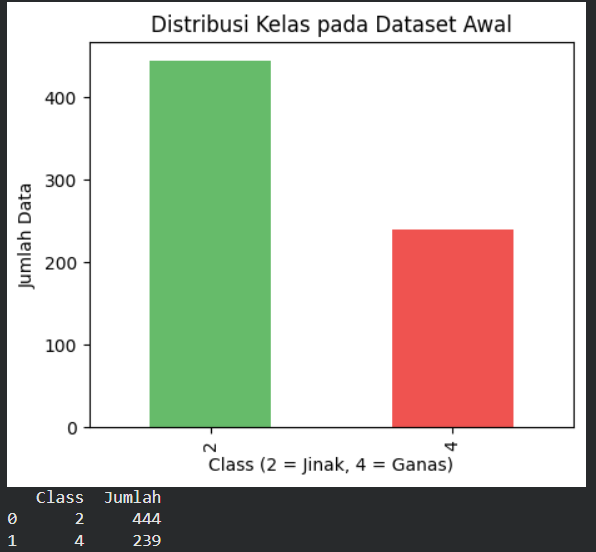 Distribusi Kelas pada Dataset Awal
Jumlah Data
400
300
200
100
0
2
4
Class (2 = Jinak, 4 = Ganas)
Class Jumlah
0 2 444
1 4 239